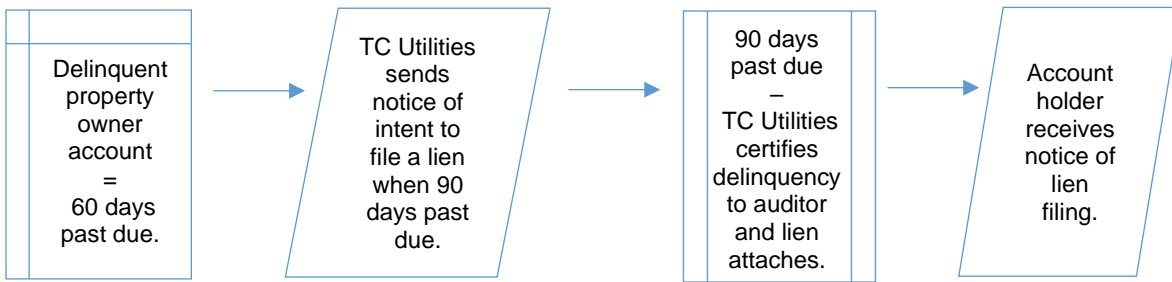 Delinquent
property
owner
account
=
60 days
past due.
TC Utilities
sends
notice of
intent to
file a lien
when 90
days past
due.
90 days
past due
–
TC Utilities
certifies
delinquency
to auditor
and lien
attaches.
Account
holder
receives
notice of
lien
filing.